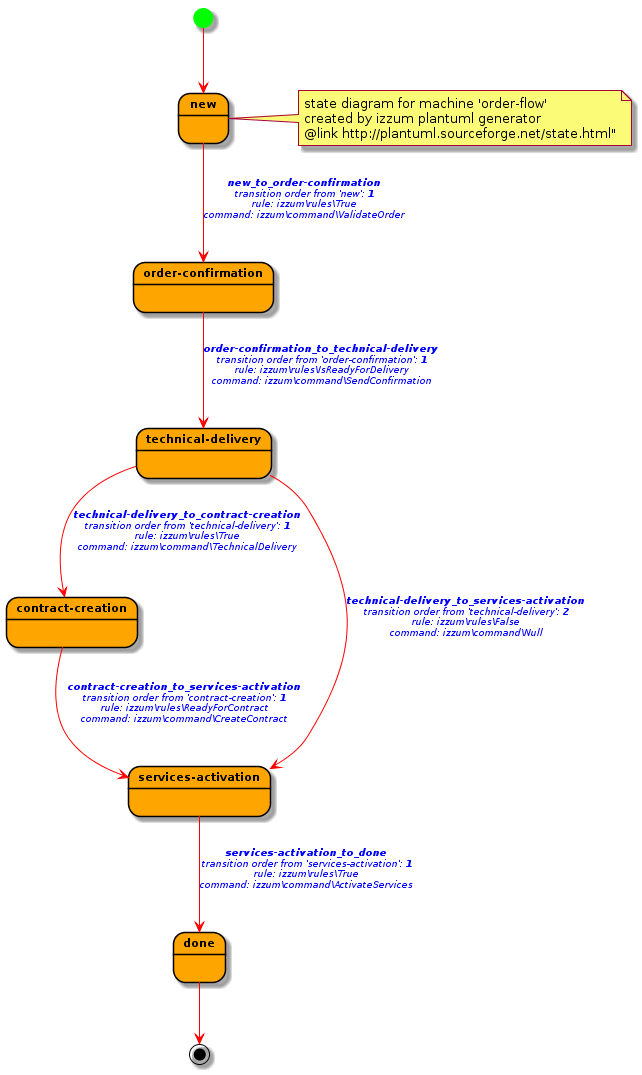 new
state diagram for machine 'order-flow'
created by izzum plantuml generator
@link http://plantuml.sourceforge.net/state.html"
new_to_order-confirmation
transition order from 'new': 1
rule: izzum\rules\True
command: izzum\command\ValidateOrder
order-confirmation
order-confirmation_to_technical-delivery
transition order from 'order-confirmation': 1
rule: izzum\rules\IsReadyForDelivery
command: izzum\command\SendConfirmation
technical-delivery
technical-delivery_to_contract-creation
transition order from 'technical-delivery': 1
rule: izzum\rules\True
command: izzum\command\TechnicalDelivery
technical-delivery_to_services-activation
transition order from 'technical-delivery': 2
rule: izzum\rules\False
command: izzum\command\Null
contract-creation
contract-creation_to_services-activation
transition order from 'contract-creation': 1
rule: izzum\rules\ReadyForContract
command: izzum\command\CreateContract
services-activation
services-activation_to_done
transition order from 'services-activation': 1
rule: izzum\rules\True
command: izzum\command\ActivateServices
done